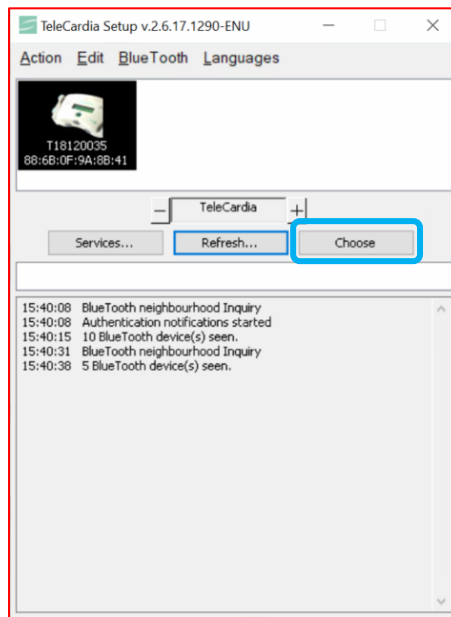 TeleCardia Setup v.2.6.17.1290-ENU
Action Edit BlueTooth Languages
T18120035
88:6B:0F:9A:8B:41
TeleCardia
Services... Refresh... Choose
15:40:08 BlueTooth neighbourhood Inquiry
15:40:08 Authentication notifications started
15:40:15 10 BlueTooth device(s) seen.
15:40:31 BlueTooth neighbourhood Inquiry
15:40:38 5 BlueTooth device(s) seen.